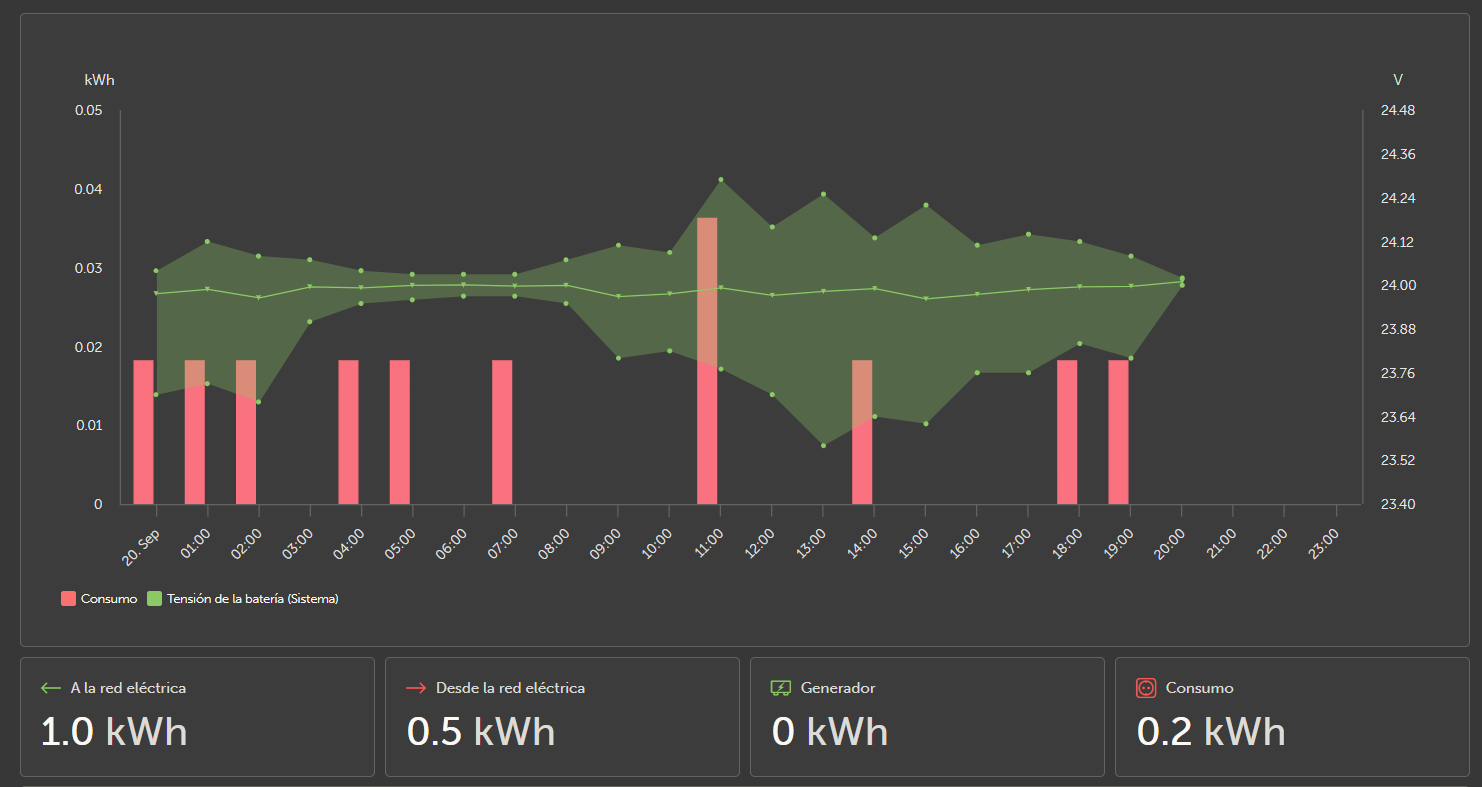 kWh V
0.05 24.48
24.36
0.04 24.24
24.12
0.03 24.00
23.88
0.02 23.76
23.64
0.01 23.52
0 23.40
20. Sep 01:00 02:00 03:00 04:00 05:00 06:00 07:00 08:00 09:00 10:00 11:00 12:00 13:00 14:00 15:00 16:00 17:00 18:00 19:00 20:00 21:00 22:00 23:00
Consumo Tensión de la batería (Sistema)
A la red eléctrica
1.0 kWh
Desde la red eléctrica
0.5 kWh
Generador
0 kWh
Consumo
0.2 kWh